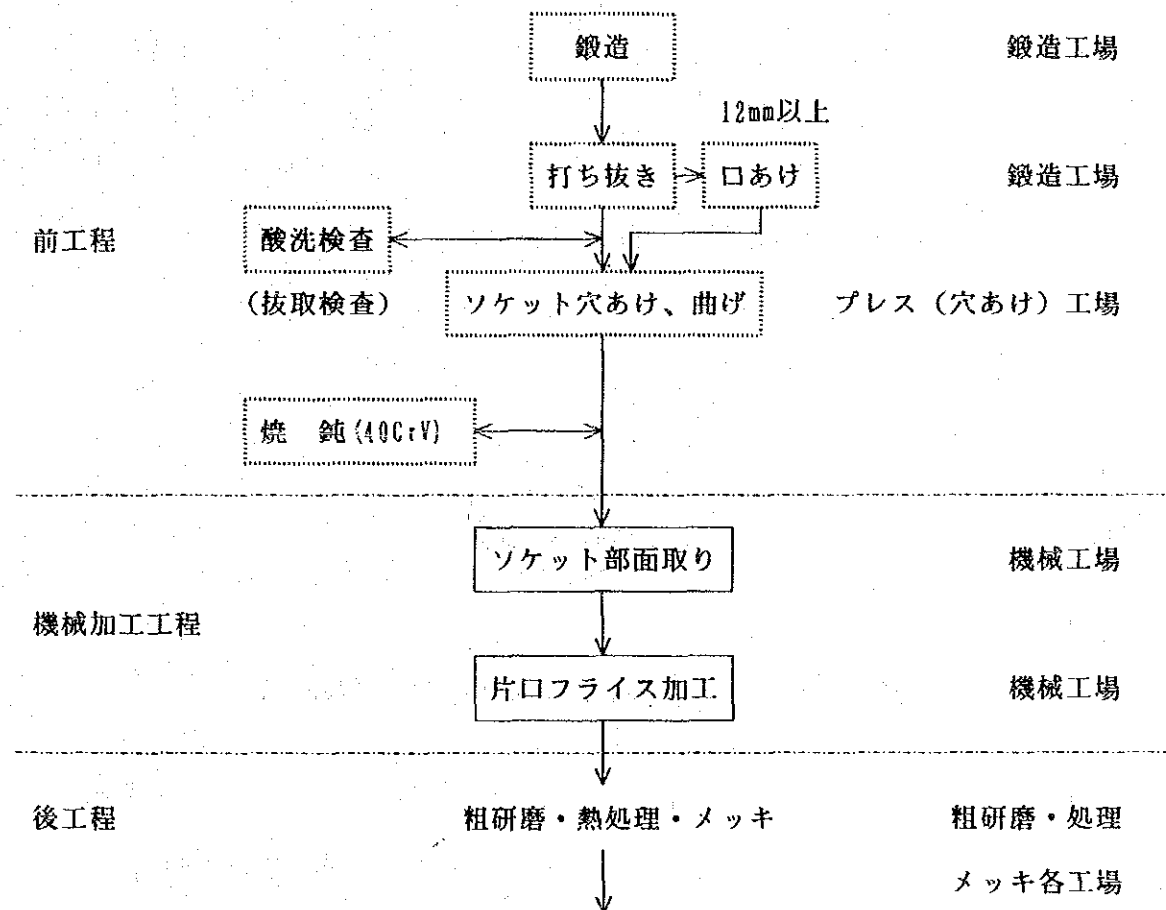 鍛造 鍛造工場
12mm以上
打ち抜き 口あけ 鍛造工場
前工程 酸洗検査
(抜取検査) ソケット穴あけ、曲げ プレス(穴あけ)工場
焼 鈍(40CrV)
ソケット部面取り 機械工場
機械加工工程
片口フライス加工 機械工場
後工程 粗研磨・熱処理・メッキ 粗研磨・処理
メッキ各工場